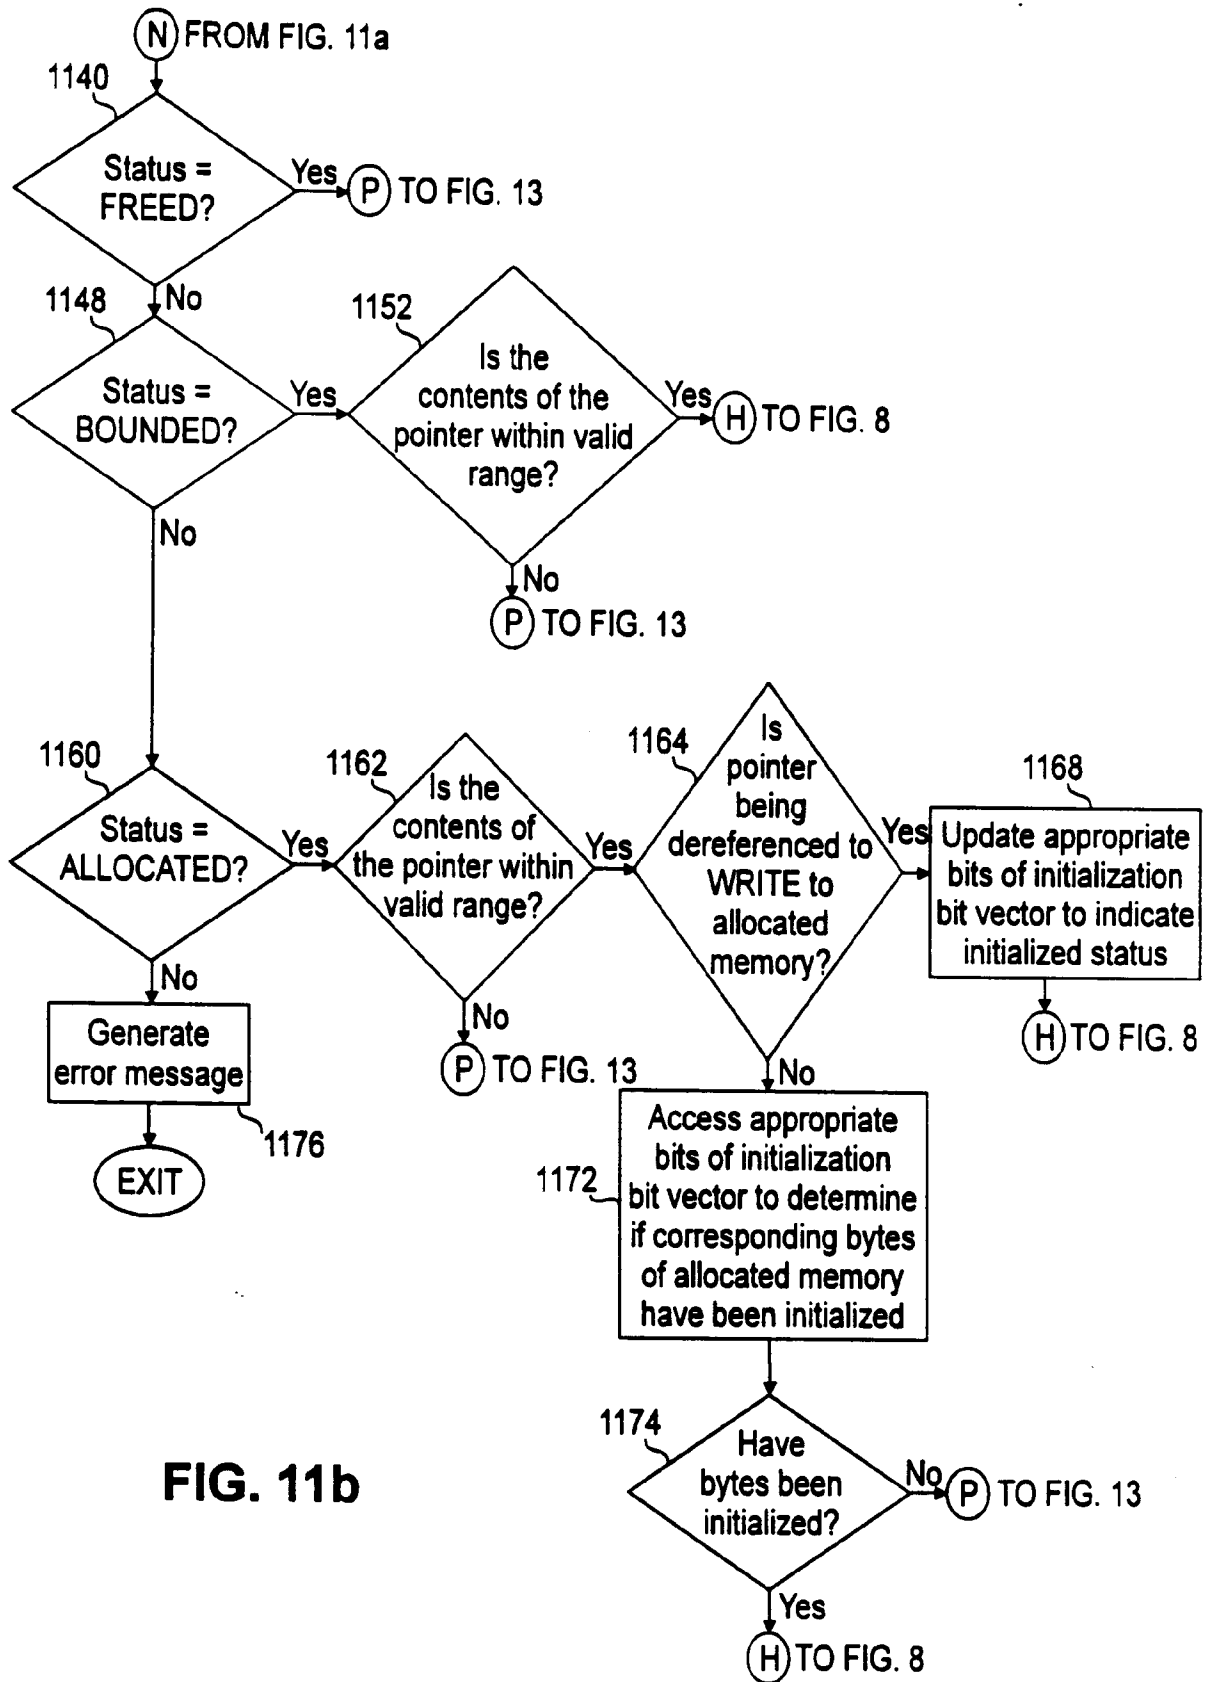 N FROM FIG. 11a
1140
Status =
FREED?
Yes
P TO FIG. 13
No
1148
Status =
BOUNDED?
Yes
1152
Is the
contents of the
pointer within valid
range?
Yes
H TO FIG. 8
No
P TO FIG. 13
No
1160
Status =
ALLOCATED?
Yes
1162
Is the
contents of
the pointer within
valid range?
Yes
1164
Is
pointer
being
dereferenced to
WRITE to
allocated
memory?
Yes
1168
Update appropriate
bits of initialization
bit vector to indicate
initialized status
H TO FIG. 8
No
Generate
error message
1176
EXIT
No
P TO FIG. 13
No
1172
Access appropriate
bits of initialization
bit vector to determine
if corresponding bytes
of allocated memory
have been initialized
1174
Have
bytes been
initialized?
No
P TO FIG. 13
Yes
H TO FIG. 8
FIG. 11b